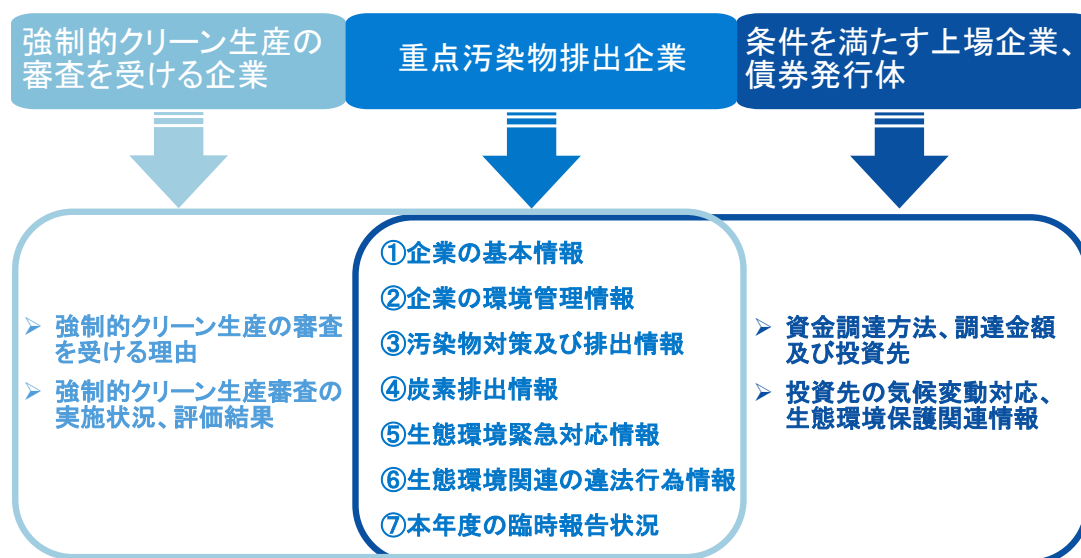 強制的クリーン生産の
審査を受ける企業
重点汚染物排出企業
条件を満たす上場企業、
債券発行体
➢ 強制的クリーン生産の審査
を受ける理由
➢ 強制的クリーン生産審査の
実施状況、評価結果
①企業の基本情報
②企業の環境管理情報
③汚染物対策及び排出情報
④炭素排出情報
⑤生態環境緊急対応情報
⑥生態環境関連の違法行為情報
⑦本年度の臨時報告状況
➢ 資金調達方法、調達金額
及び投資先
➢ 投資先の気候変動対応、
生態環境保護関連情報